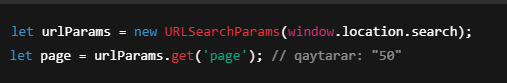 let urlParams = new URLSearchParams(window.location.search);
let page = urlParams.get('page'); // qaytarar: "50"